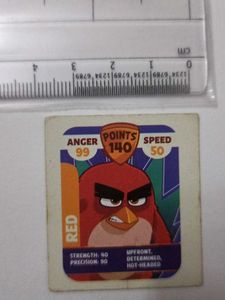 cm
4 3 2 1
ANGER
99
POINTS
140
SPEED
50
RED
STRENGTH: 90
PRECISION: 90
UPFRONT,
DETERMINED,
HOT-HEADED